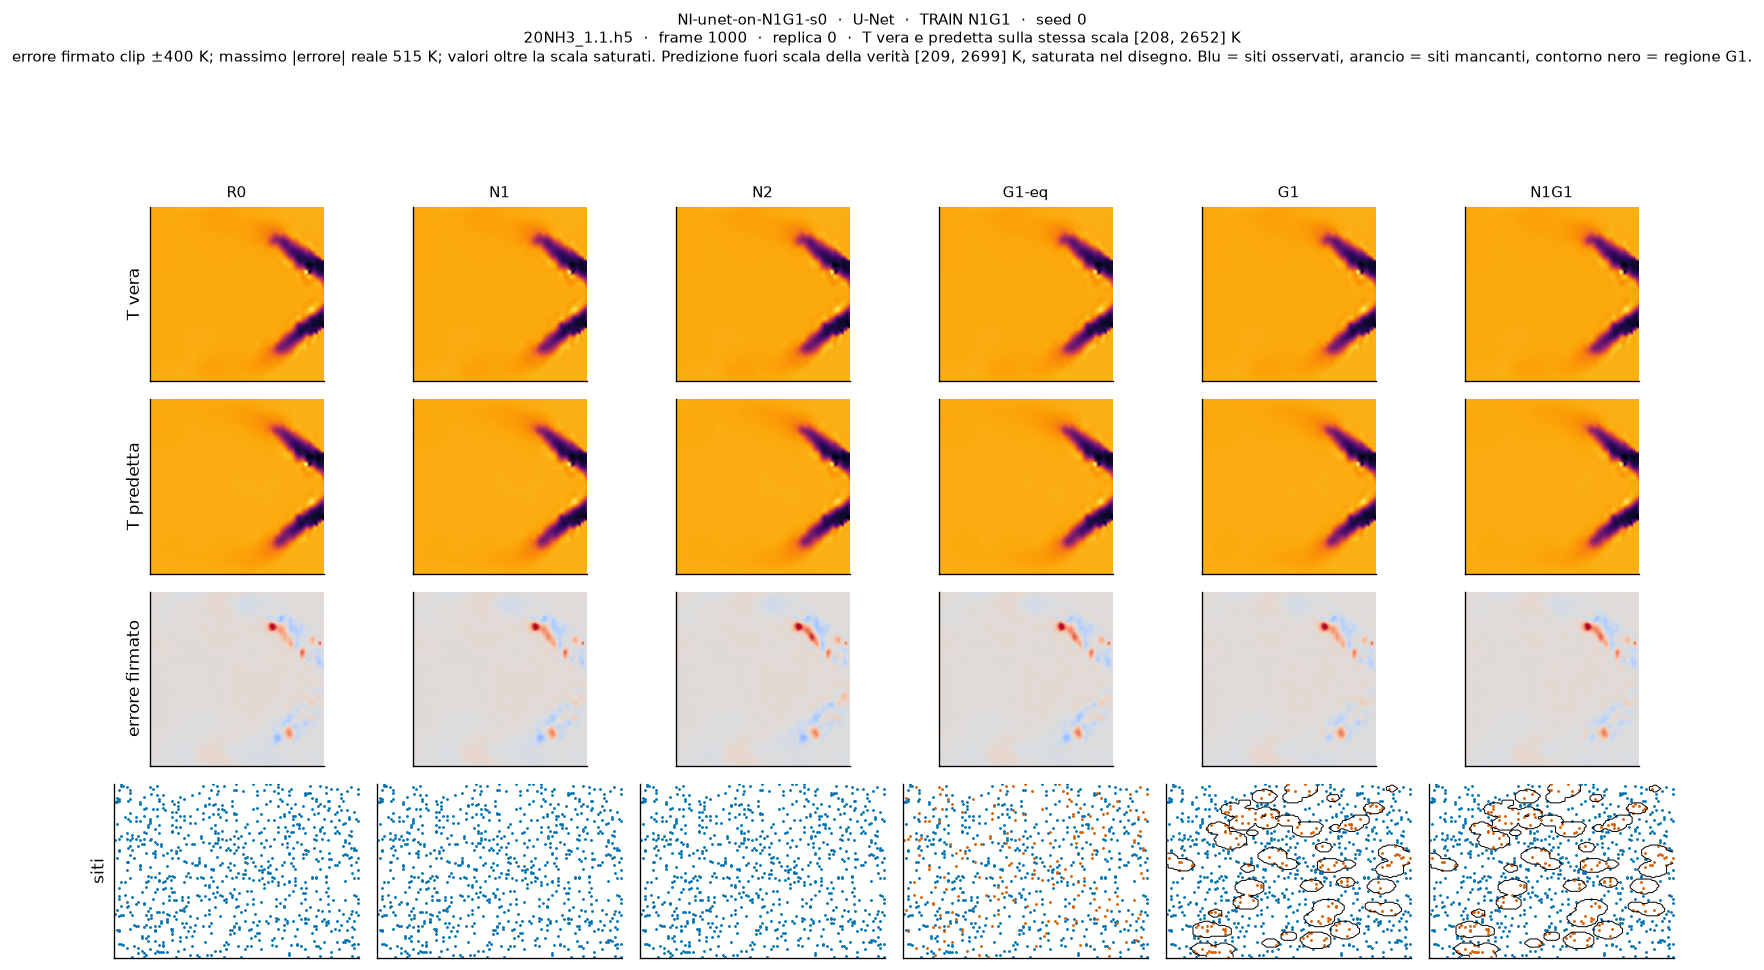 NI-unet-on-N1G1-s0 · U-Net · TRAIN N1G1 · seed 0
20NH3_1.1.h5 · frame 1000 · replica 0 · T vera e predetta sulla stessa scala [208, 2652] K
errore firmato clip ±400 K; massimo |errore| reale 515 K; valori oltre la scala saturati. Predizione fuori scala della verità [209, 2699] K, saturata nel disegno. Blu = siti osservati, arancio = siti mancanti, contorno nero = regione G1.
R0 N1 N2 G1-eq G1 N1G1
T vera
T predetta
errore firmato
siti